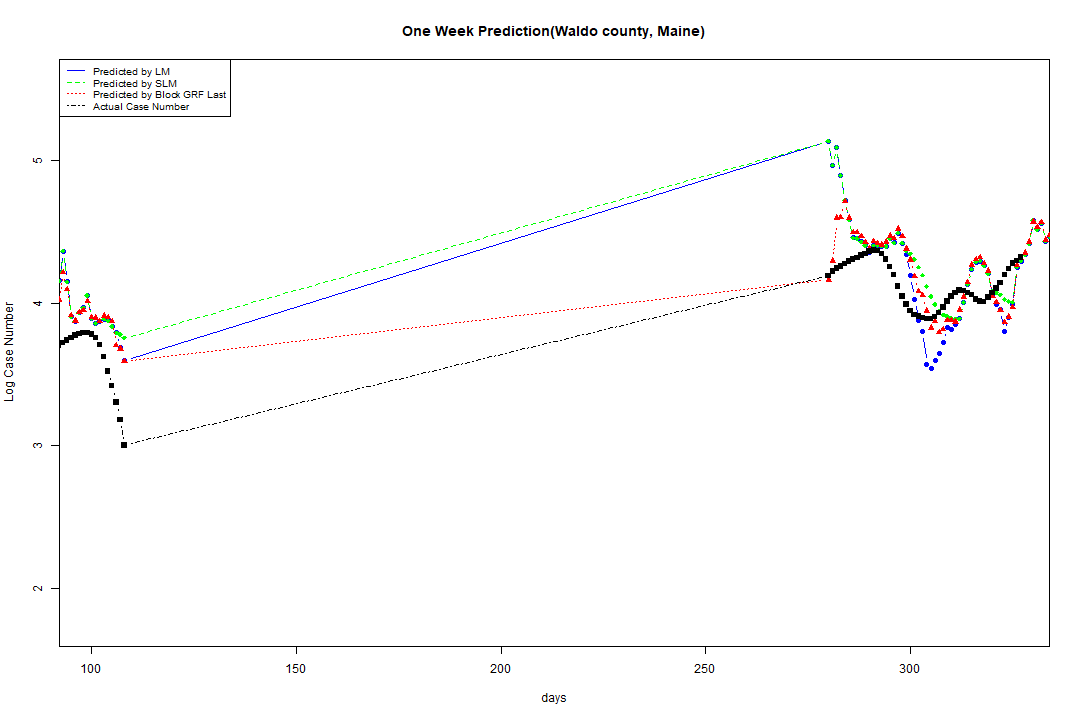 One Week Prediction(Waldo county, Maine)
Predicted by LM
Predicted by SLM
Predicted by Block GRF Last
Actual Case Number
5
4
3
2
Log Case Number
100 150 200 250 300
days